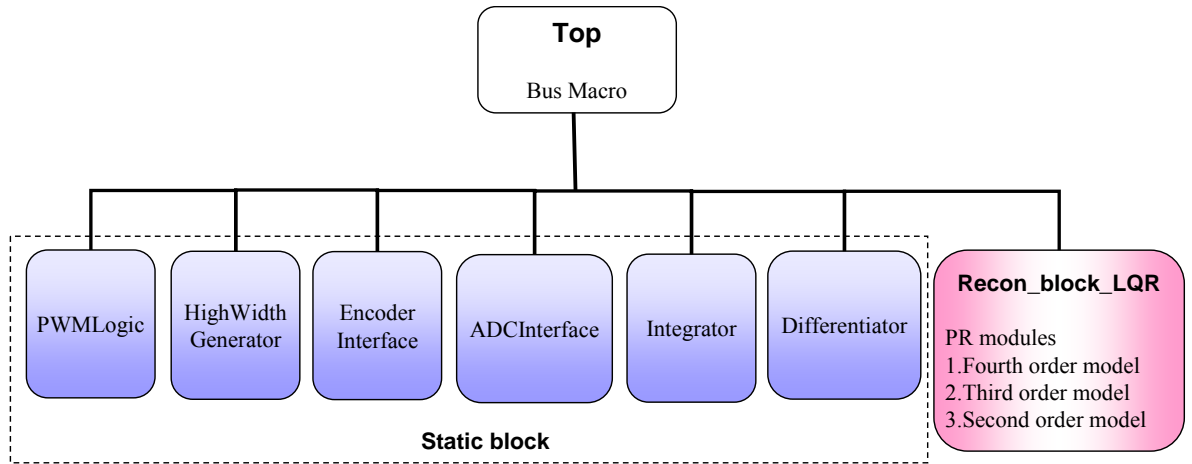 Top
Bus Macro
PWMLogic
HighWidth
Generator
Encoder
Interface
ADCInterface
Integrator
Differentiator
Recon_block_LQR
PR modules
1.Fourth order model
2.Third order model
3.Second order model
Static block